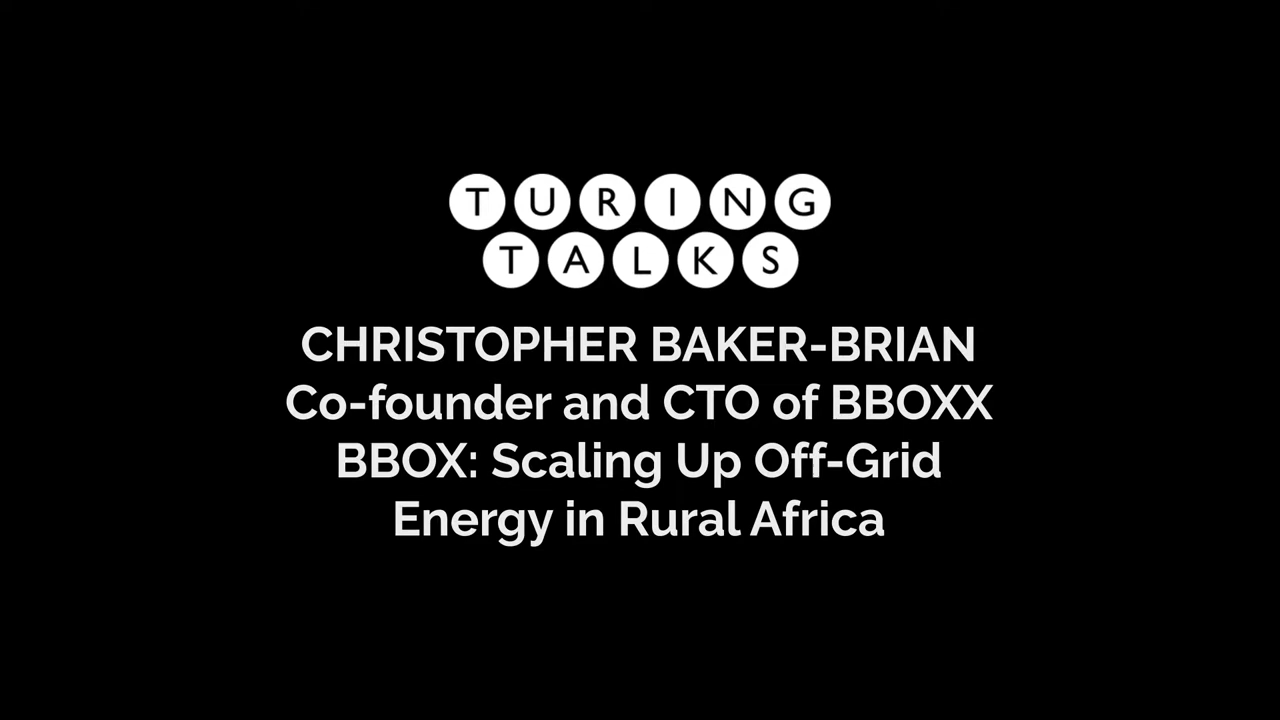 TURING
TALKS
CHRISTOPHER BAKER-BRIAN
Co-founder and CTO of BBOXX
BBOX: Scaling Up Off-Grid
Energy in Rural Africa